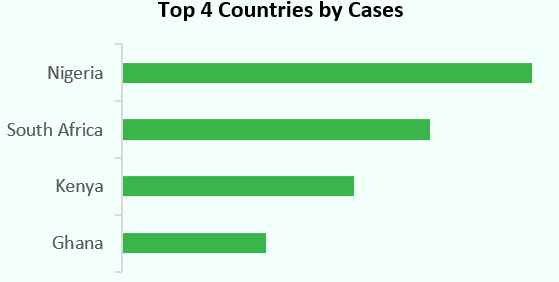 Top 4 Countries by Cases
Nigeria
South Africa
Kenya
Ghana